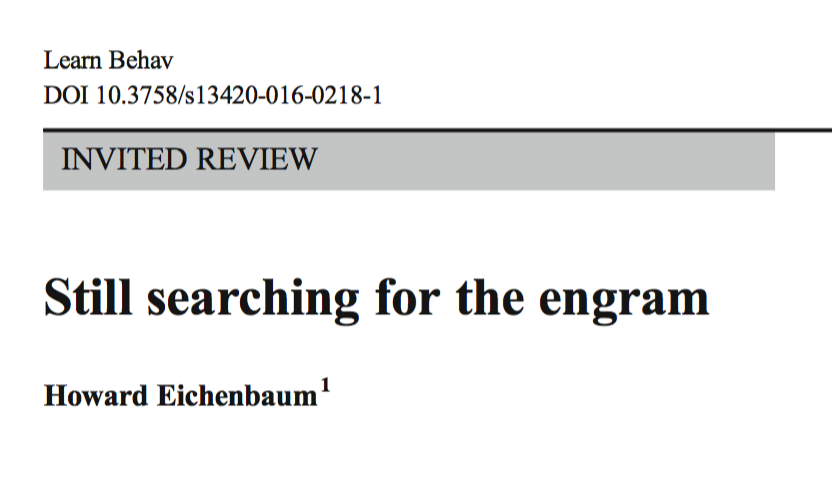 Learn Behav
DOI 10.3758/s13420-016-0218-1
INVITED REVIEW
Still searching for the engram
Howard Eichenbaum1